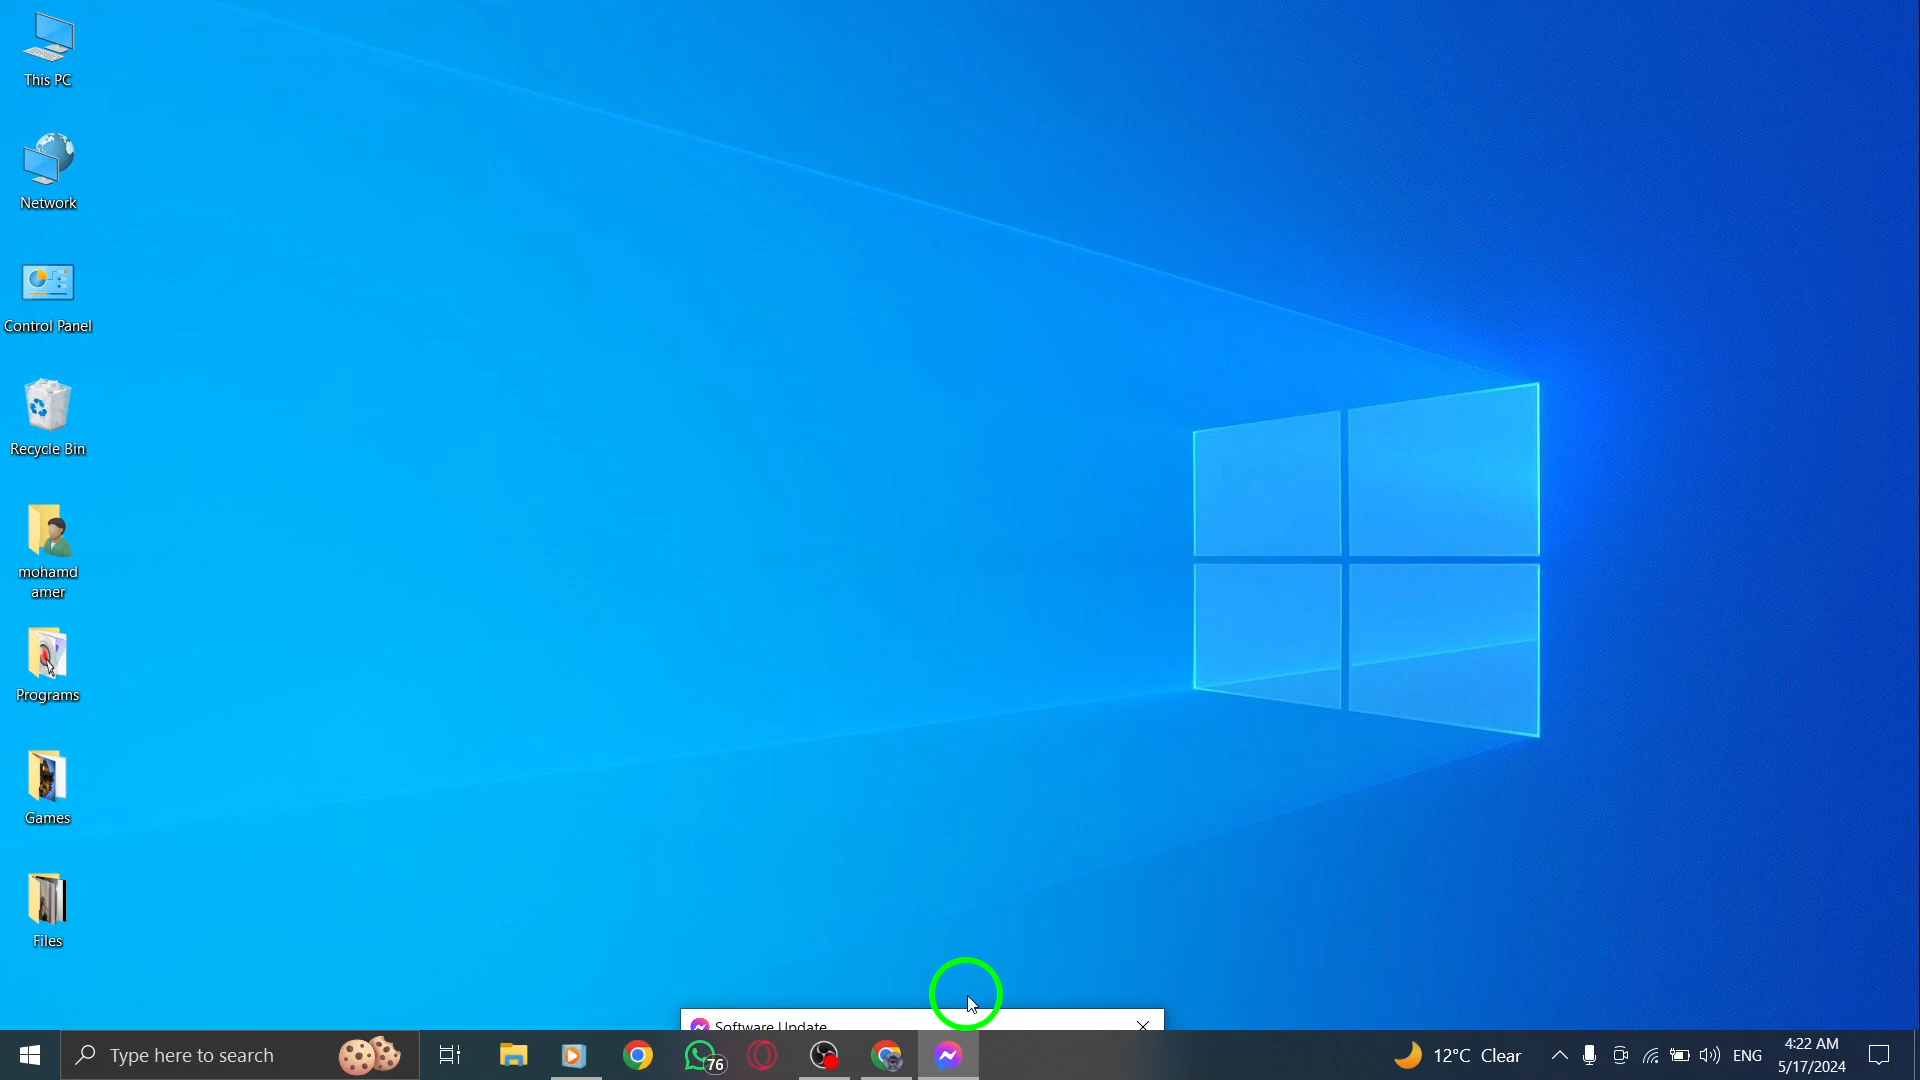 This PC
Network
Control Panel
Recycle Bin
mohamd
amer
Programs
Games
Files
Software Update
Type here to search
76
12°C Clear
ENG
4:22 AM
5/17/2024